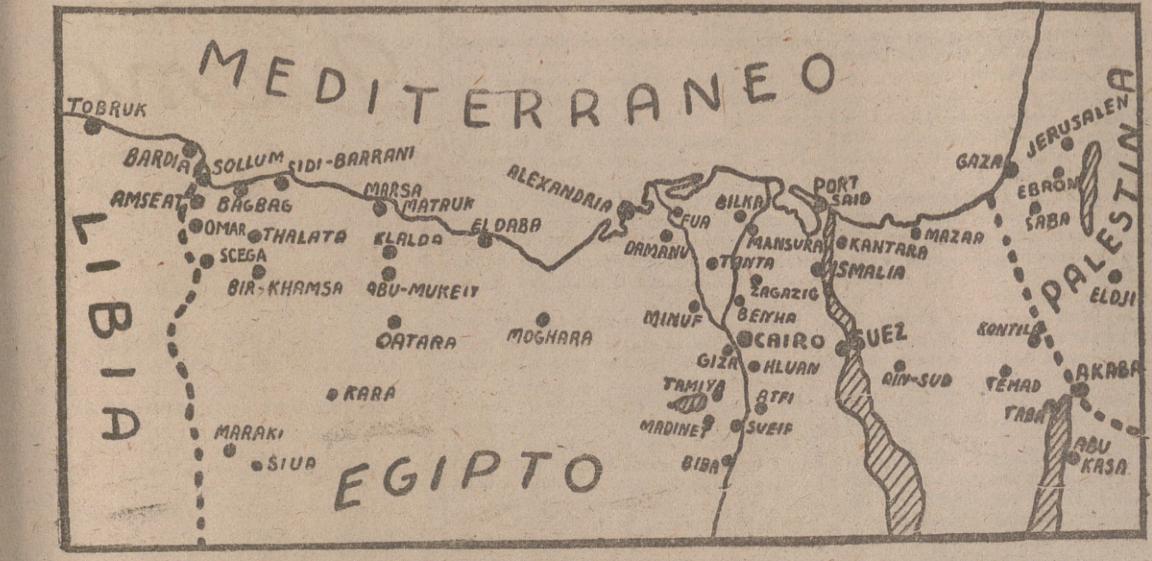 MEDITERRANEO
TOBRUK
BARDIA
SOLLUM
SIDI-BARRANI
AMSEAT
BAGBAG
MARSA
MATRUK
ALEXANDRIA
EL DABA
OMAR
THALATA
KLALDA
SCEGA
BIR-KHAMSA
ABU-MUKEIT
QATARA
MOGHARA
KARA
MARAKI
SIUA
LIBIA
EGIPTO
FUA
BILKA
DAMANU
MANSURA
PORT
SAID
KANTARA
MAZAR
TANTA
ISMALIA
ZAGAZIG
MINUF
BENHA
CAIRO
SUEZ
GIZA
HLUAN
TAMIYA
ATFI
MADINET
SUEIF
BIBA
AIN-SUD
TEMAD
KONTILA
TABA
AKABA
ABU
KASA
GAZA
JERUSALEN
EBRON
SABA
PALESTINA
ELDJI